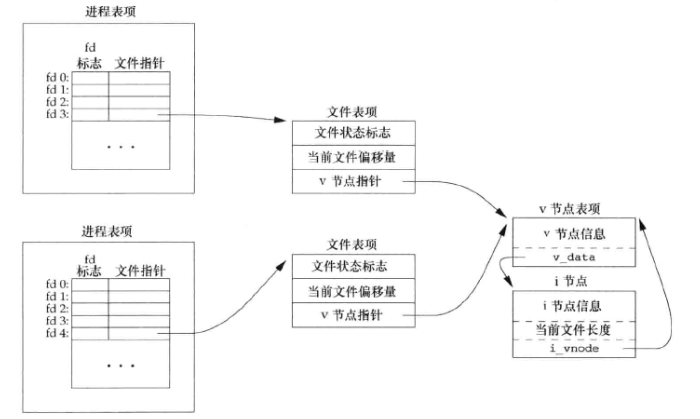 进程表项
fd
标志 文件指针
fd 0:
fd 1:
fd 2:
fd 3:
...
文件表项
文件状态标志
当前文件偏移量
v 节点指针
进程表项
fd
标志 文件指针
fd 0:
fd 1:
fd 2:
fd 3:
fd 4:
...
文件表项
文件状态标志
当前文件偏移量
v 节点指针
v 节点表项
v 节点信息
v_data
i 节点
i 节点信息
当前文件长度
i_vnode